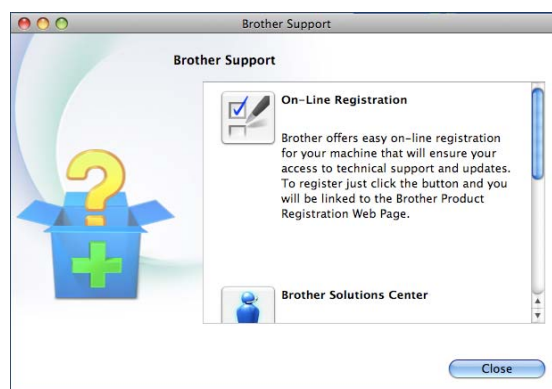 Brother Support
Brother Support
On-Line Registration
Brother offers easy on-line registration
for your machine that will ensure your
access to technical support and updates.
To register just click the button and you
will be linked to the Brother Product
Registration Web Page.
Brother Solutions Center
Close